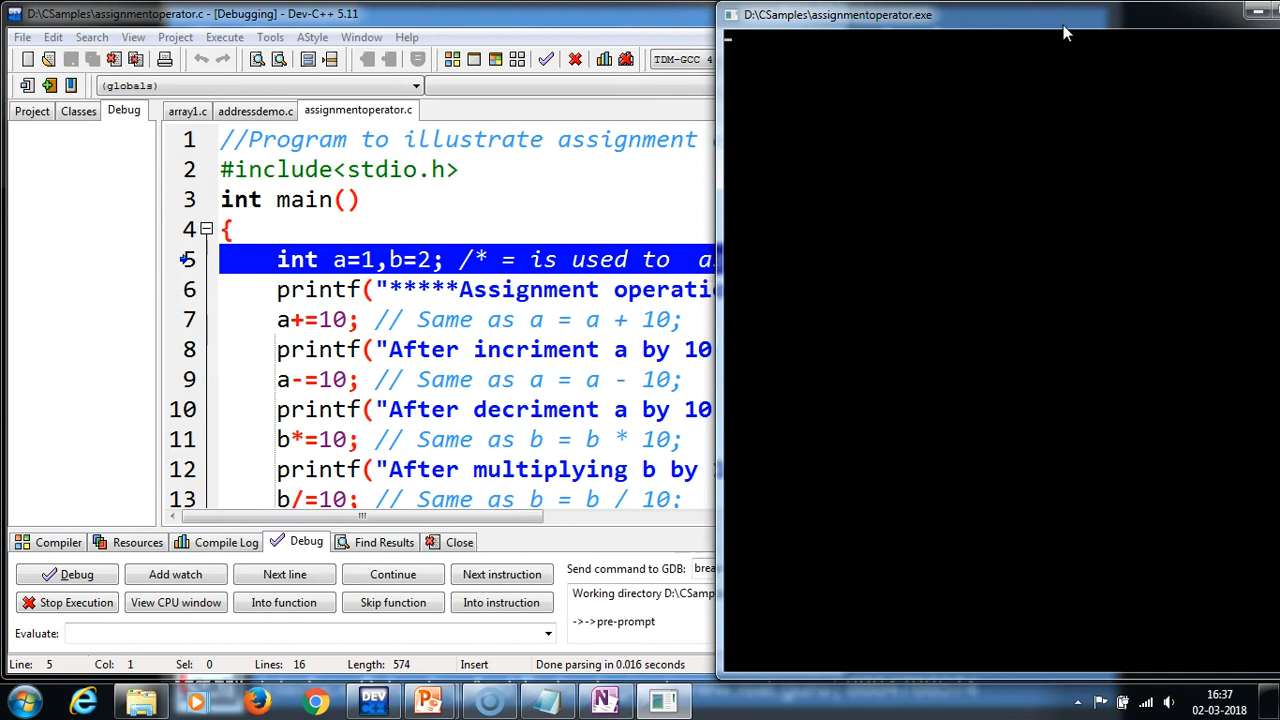 D:\CSamples\assignmentoperator.c - [Debugging] - Dev-C++ 5.11
D:\CSamples\assignmentoperator.exe
File Edit Search View Project Execute Tools AStyle Window Help
TDM-GCC 4
(globals)
Project Classes Debug
array1.c addressdemo.c assignmentoperator.c
1 //Program to illustrate assignment
2 #include<stdio.h>
3 int main()
4 {
5 int a=1,b=2; /* = is used to a
6 printf("*****Assignment operati
7 a+=10; // Same as a = a + 10;
8 printf("After incriment a by 10
9 a-=10; // Same as a = a - 10;
10 printf("After decriment a by 10
11 b*=10; // Same as b = b * 10;
12 printf("After multiplying b by
13 b/=10; // Same as b = b / 10;
Compiler Resources Compile Log Debug Find Results Close
Debug Add watch Next line Continue Next instruction
Send command to GDB: brea
Stop Execution View CPU window Into function Skip function Into instruction
Working directory D:\CSamp
->->pre-prompt
Evaluate:
Line: 5 Col: 1 Sel: 0 Lines: 16 Length: 574 Insert Done parsing in 0.016 seconds
DEV
C++
16:37
02-03-2018